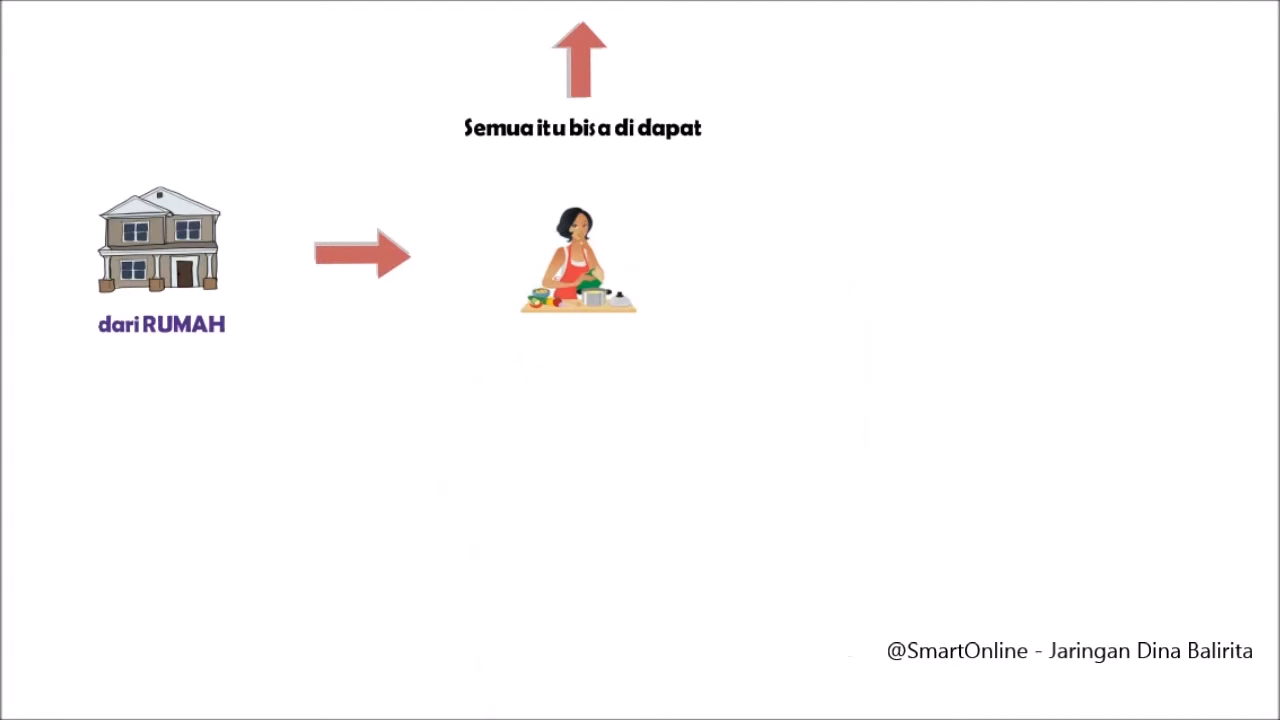 Semua itu bisa di dapat
dari RUMAH
@SmartOnline - Jaringan Dina Balirita